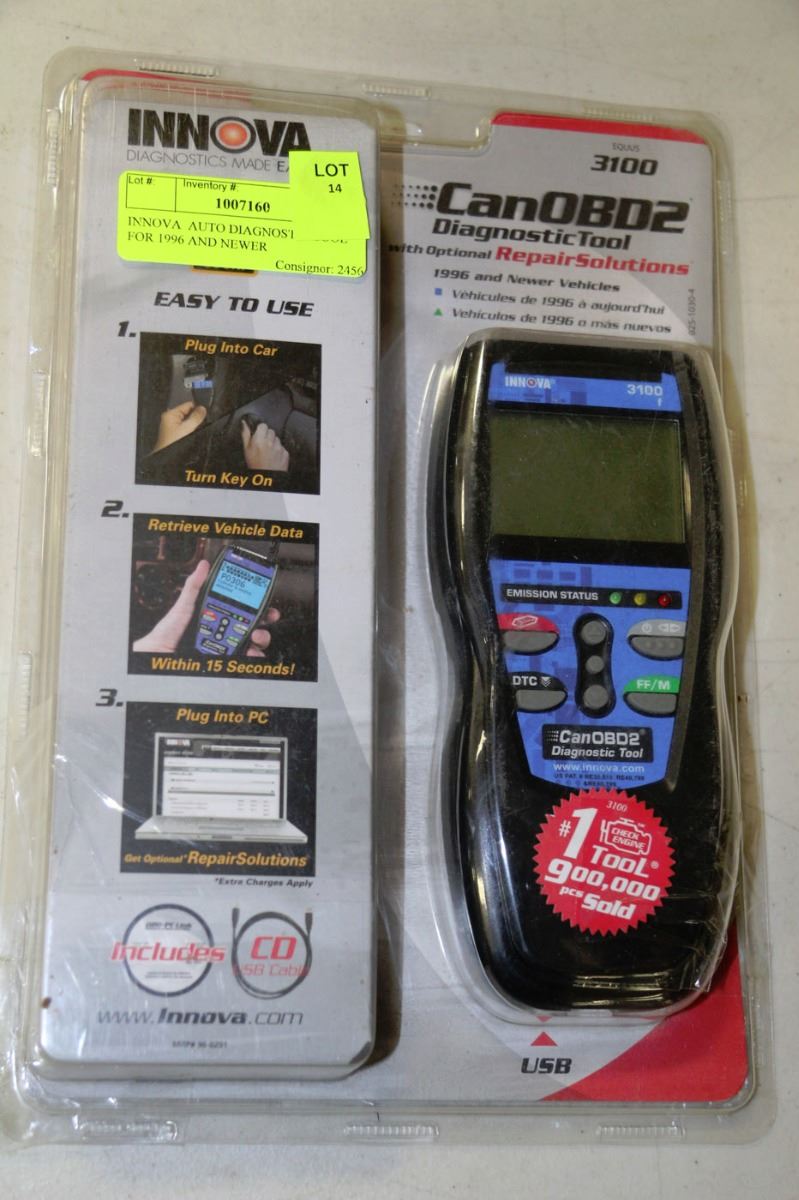 INNOVA
DIAGNOSTICS MADE
LOT
14
Lot #:
Inventory #:
1007160
INNOVA AUTO DIAGNOST
FOR 1996 AND NEWER
Consignor: 2456
EASY TO USE
1.
Plug Into Car
Turn Key On
2.
Retrieve Vehicle Data
P0306
Within 15 Seconds!
3.
Plug Into PC
INNOVA
Get Optional* RepairSolutions
*Extra Charges Apply
Includes
CD
USB Cable
www.Innova.com
EQUUS
3100
CanOBD2®
Diagnostic Tool
with Optional RepairSolutions
1996 and Newer Vehicles
Véhicules de 1996 à aujourd'hui
Vehículos de 1996 o más nuevos
925-1030-4
INNOVA®
3100
f
EMISSION STATUS
DTC
FF/M
CanOBD2®
Diagnostic Tool
www.innova.com
3100
CHECK
ENGINE
#1
TOOL®
900,000
pcs Sold
USB